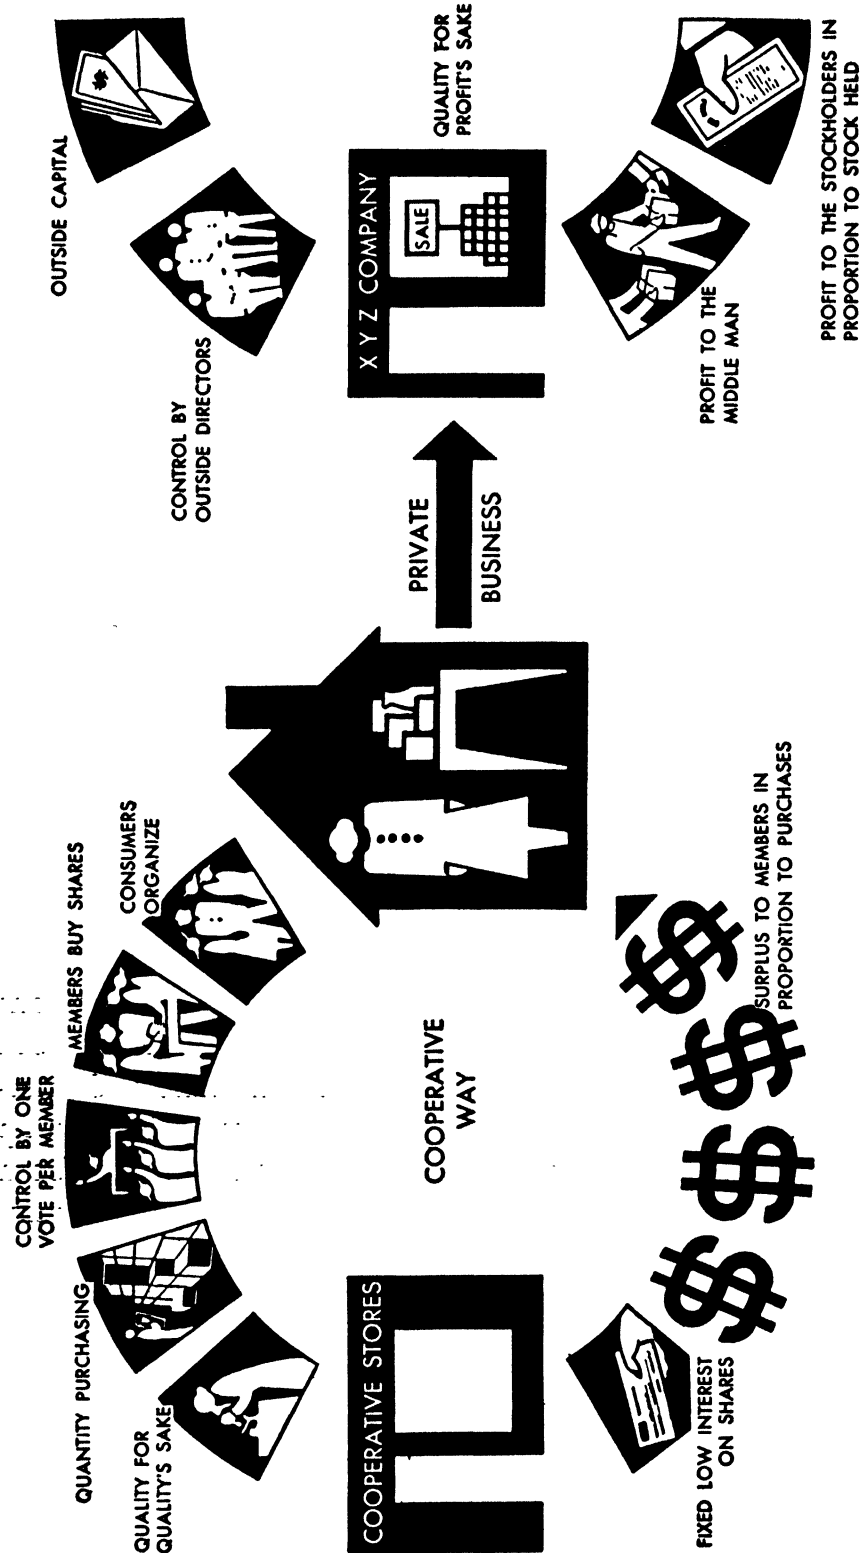 CONTROL BY ONE
VOTE PER MEMBER
QUANTITY PURCHASING
MEMBERS BUY SHARES
QUALITY FOR
QUALITY'S SAKE
CONSUMERS
ORGANIZE
COOPERATIVE STORES
COOPERATIVE
WAY
FIXED LOW INTEREST
ON SHARES
$ $ $ $
SURPLUS TO MEMBERS IN
PROPORTION TO PURCHASES
PRIVATE
BUSINESS
OUTSIDE CAPITAL
$
CONTROL BY
OUTSIDE DIRECTORS
X Y Z COMPANY
SALE
QUALITY FOR
PROFIT'S SAKE
PROFIT TO THE
MIDDLE MAN
PROFIT TO THE STOCKHOLDERS IN
PROPORTION TO STOCK HELD